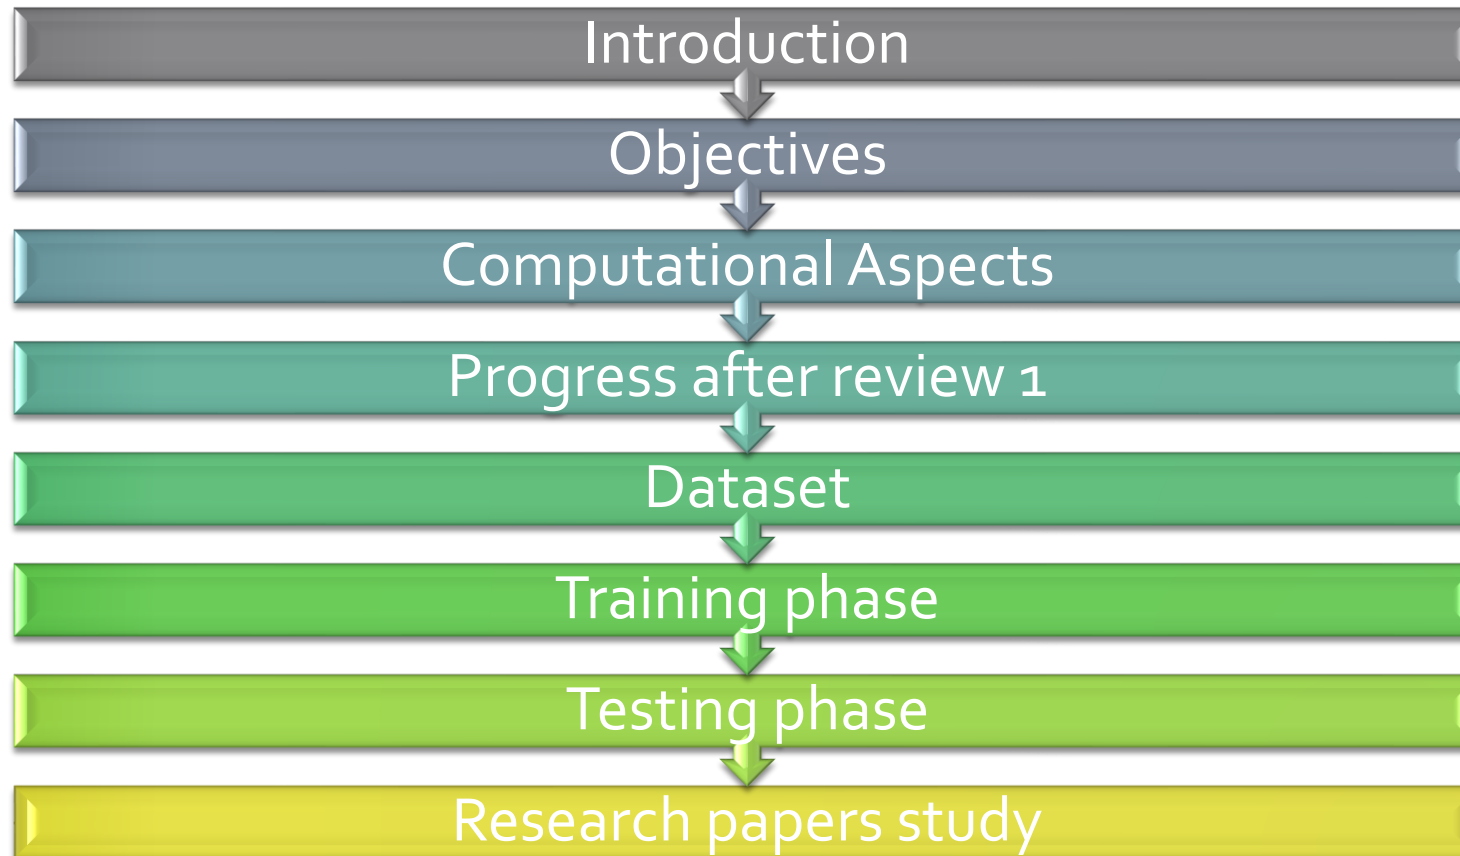 Introduction
Objectives
Computational Aspects
Progress after review 1
Dataset
Training phase
Testing phase
Research papers study